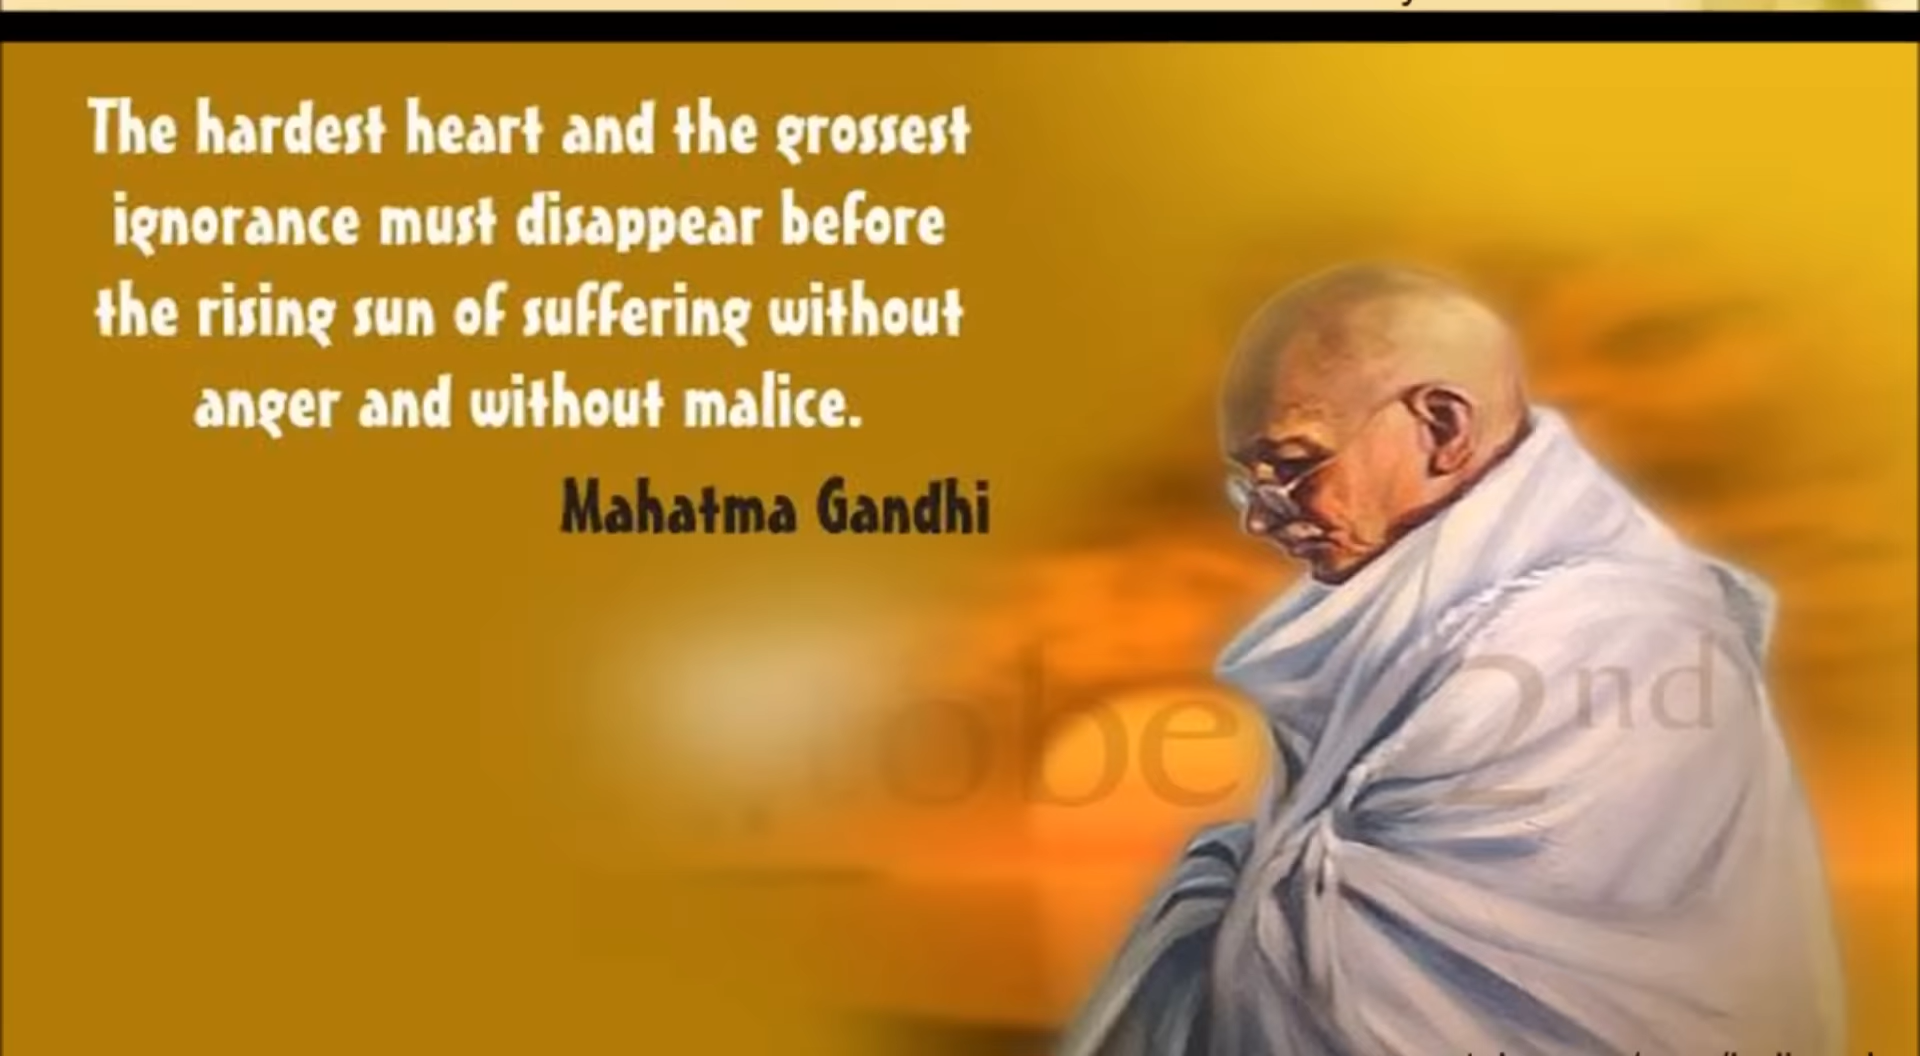 The hardest heart and the grossest
ignorance must disappear before
the rising sun of suffering without
anger and without malice.
Mahatma Gandhi
2nd